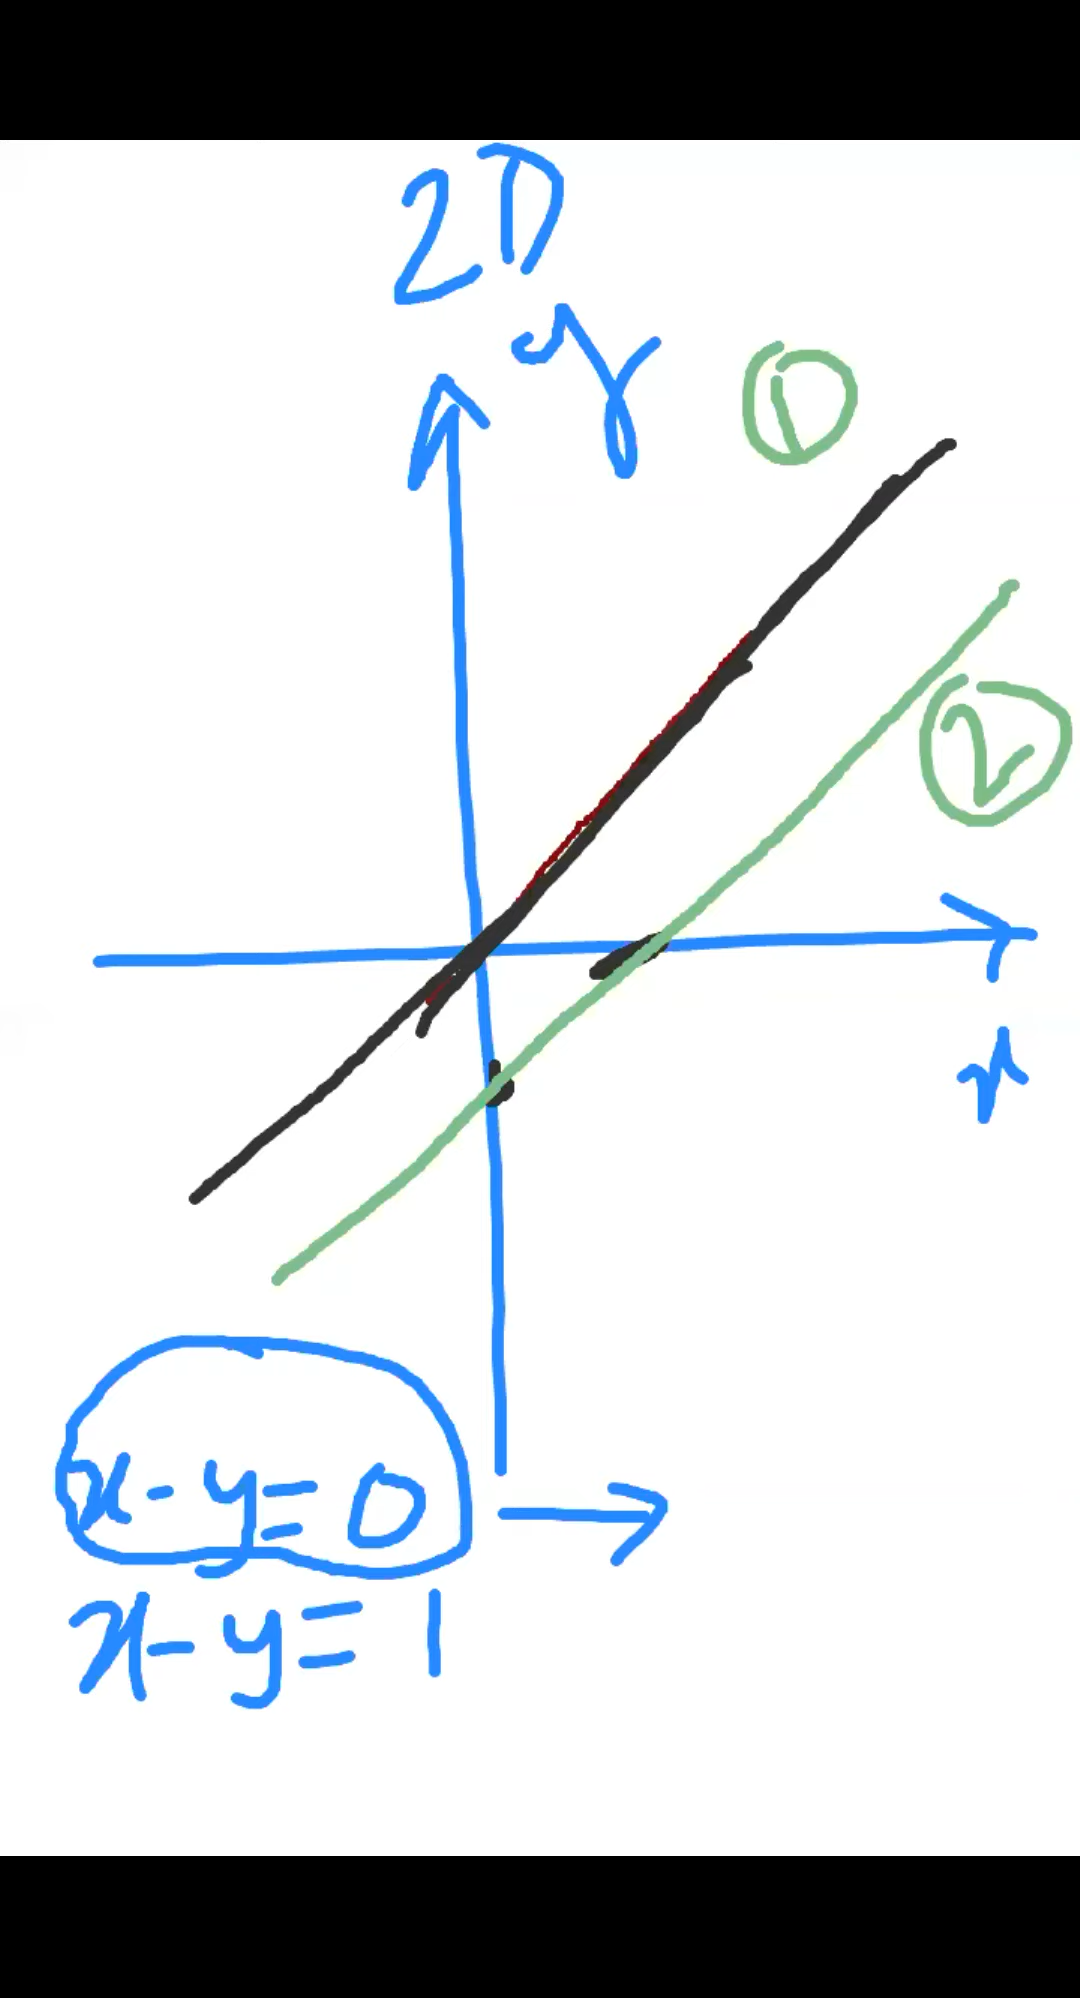 2D
y
①
②
x
x - y = 0 →
x - y = 1